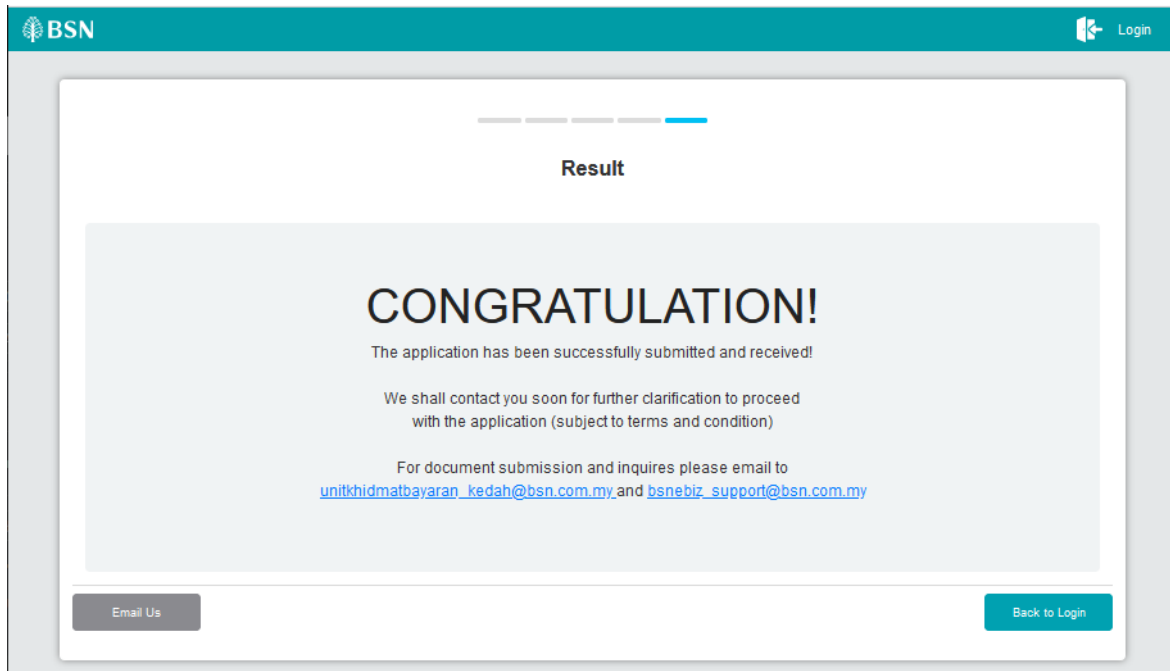 BSN
Login
Result
CONGRATULATION!
The application has been successfully submitted and received!
We shall contact you soon for further clarification to proceed
with the application (subject to terms and condition)
For document submission and inquires please email to
unitkhidmatbayaran_kedah@bsn.com.my and bsnebiz_support@bsn.com.my
Email Us
Back to Login